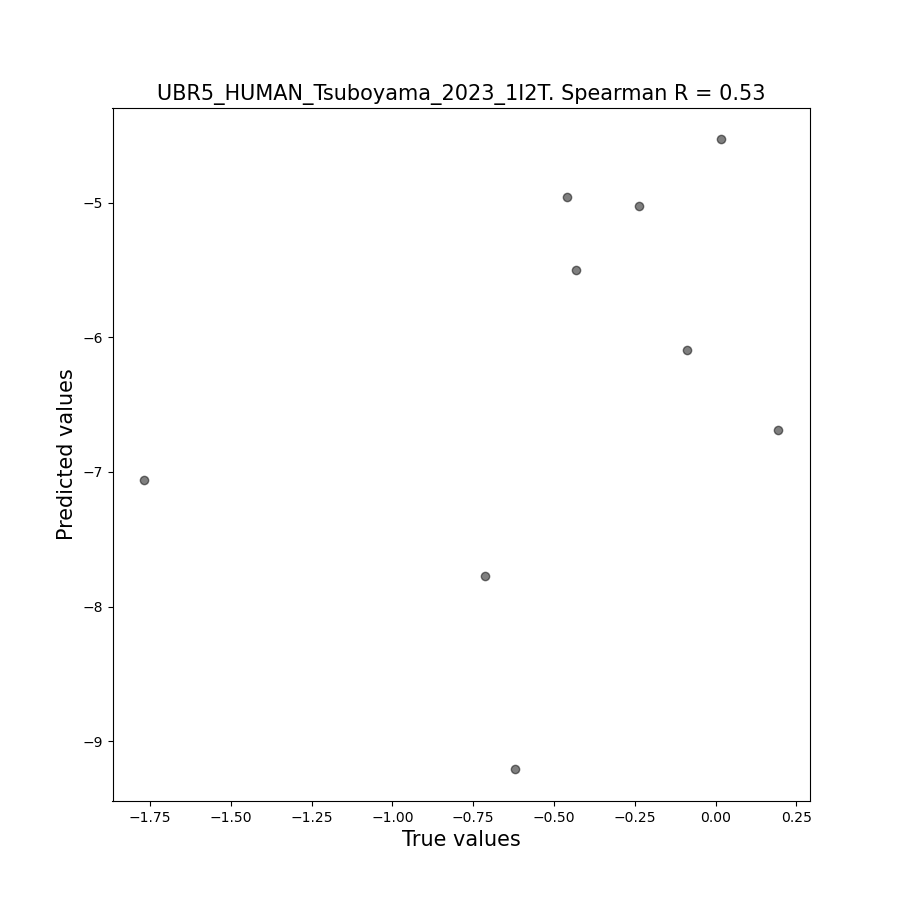 UBR5_HUMAN_Tsuboyama_2023_1I2T. Spearman R = 0.53
−5
−6
−7
−8
−9
Predicted values
−1.75 −1.50 −1.25 −1.00 −0.75 −0.50 −0.25 0.00 0.25
True values